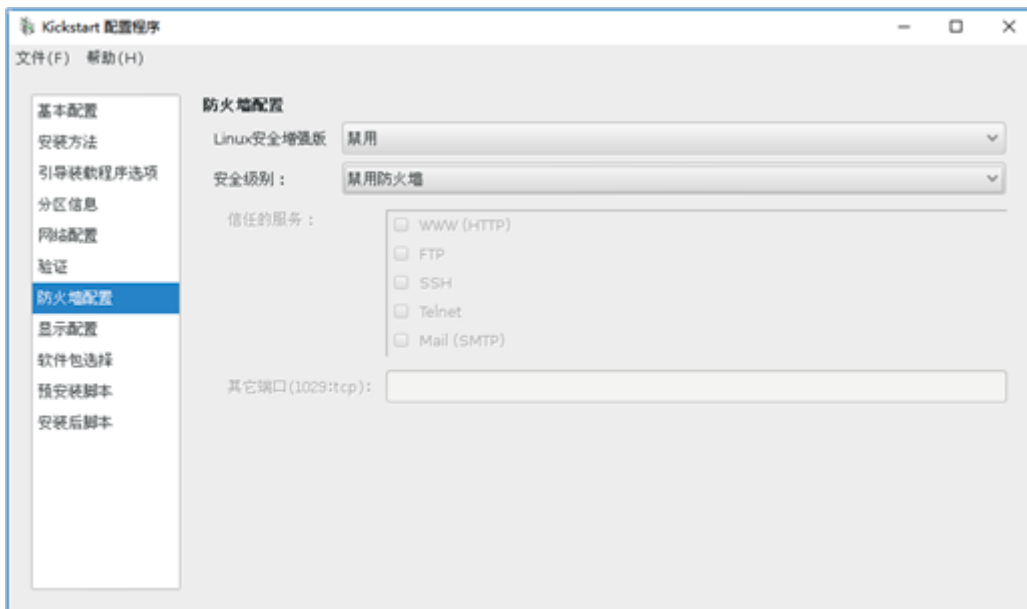 Kickstart 配置程序
文件(F) 帮助(H)
基本配置
安装方法
引导装载程序选项
分区信息
网络配置
验证
防火墙配置
显示配置
软件包选择
预安装脚本
安装后脚本
防火墙配置
Linux安全增强版 禁用
安全级别： 禁用防火墙
信任的服务：
WWW (HTTP)
FTP
SSH
Telnet
Mail (SMTP)
其它端口(1029:tcp):